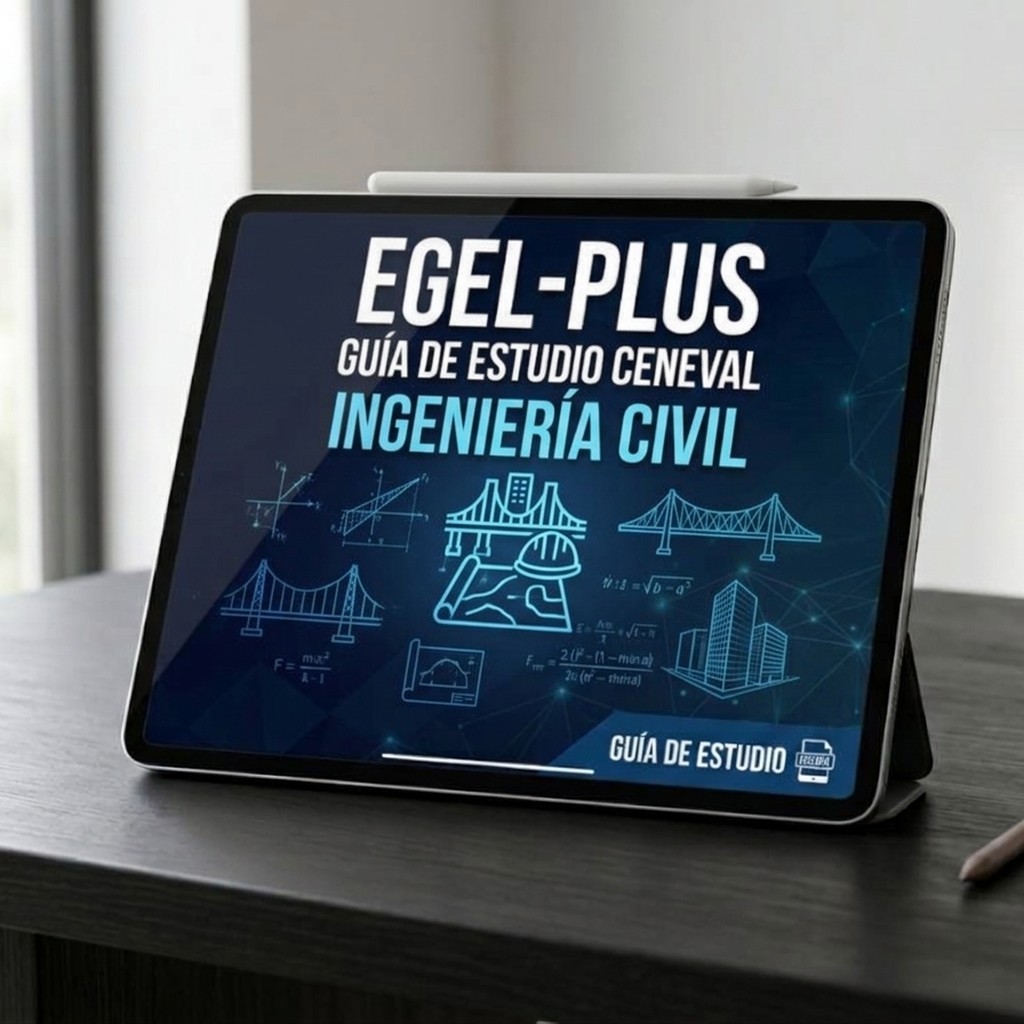 EGEL-PLUS
GUÍA DE ESTUDIO CENEVAL
INGENIERÍA CIVIL
GUÍA DE ESTUDIO